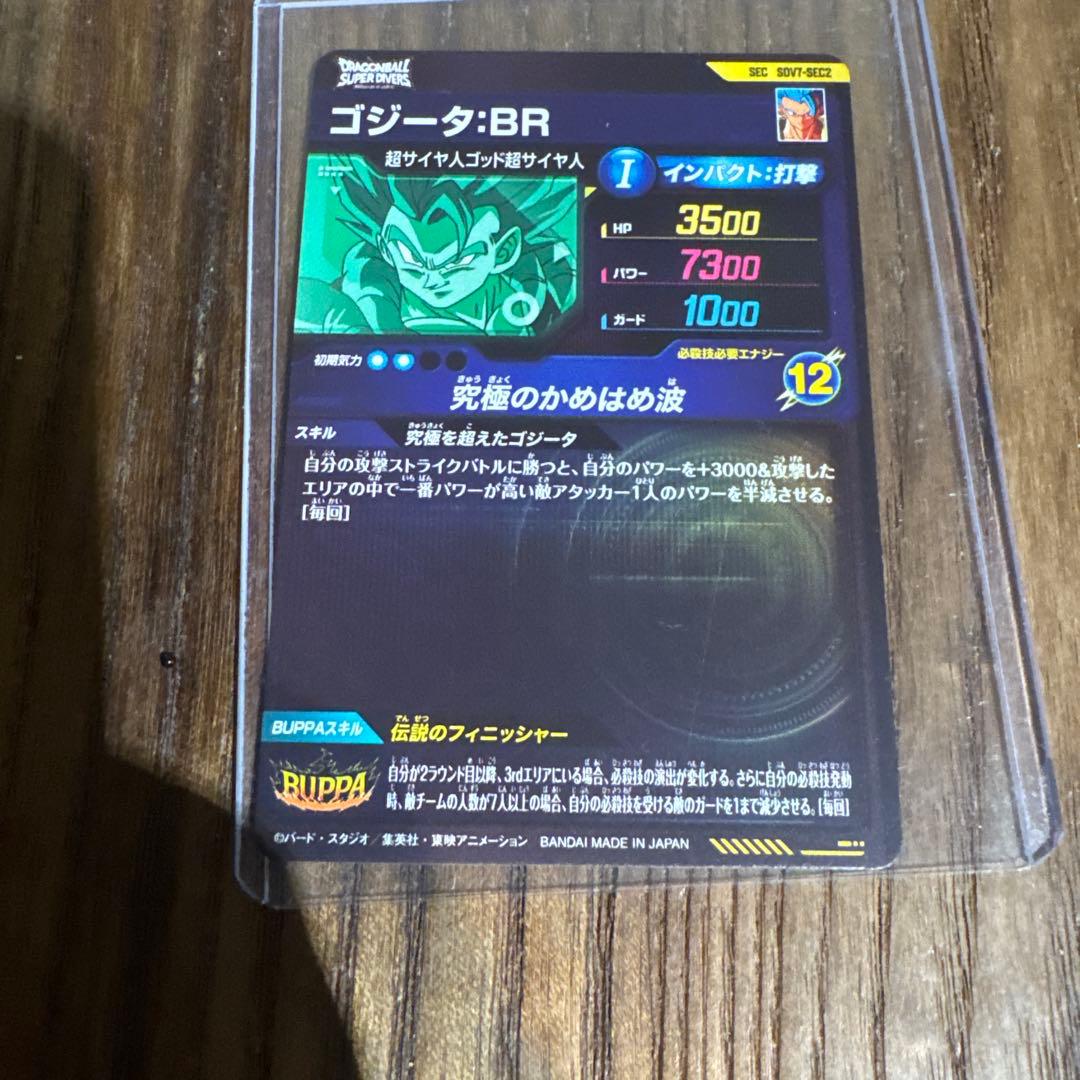 DRAGONBALL
SUPER DIVERS
SEC SDV7-SEC2
ゴジータ:BR
超サイヤ人ゴッド超サイヤ人
I インパクト:打撃
HP 3500
パワー 7300
ガード 1000
初期気力
必殺技必要エナジー
12
究極のかめはめ波
スキル 究極を超えたゴジータ
自分の攻撃ストライクバトルに勝つと、自分のパワーを+3000&攻撃した
エリアの中で一番パワーが高い敵アタッカー1人のパワーを半減させる。
[毎回]
BUPPAスキル 伝説のフィニッシャー
BUPPA
自分が2ラウンド目以降、3rdエリアにいる場合、必殺技の演出が変化する。さらに自分の必殺技発動
時、敵チームの人数が7人以上の場合、自分の必殺技を受ける敵のガードを1まで減少させる。[毎回]
©バード・スタジオ/集英社・東映アニメーション BANDAI MADE IN JAPAN